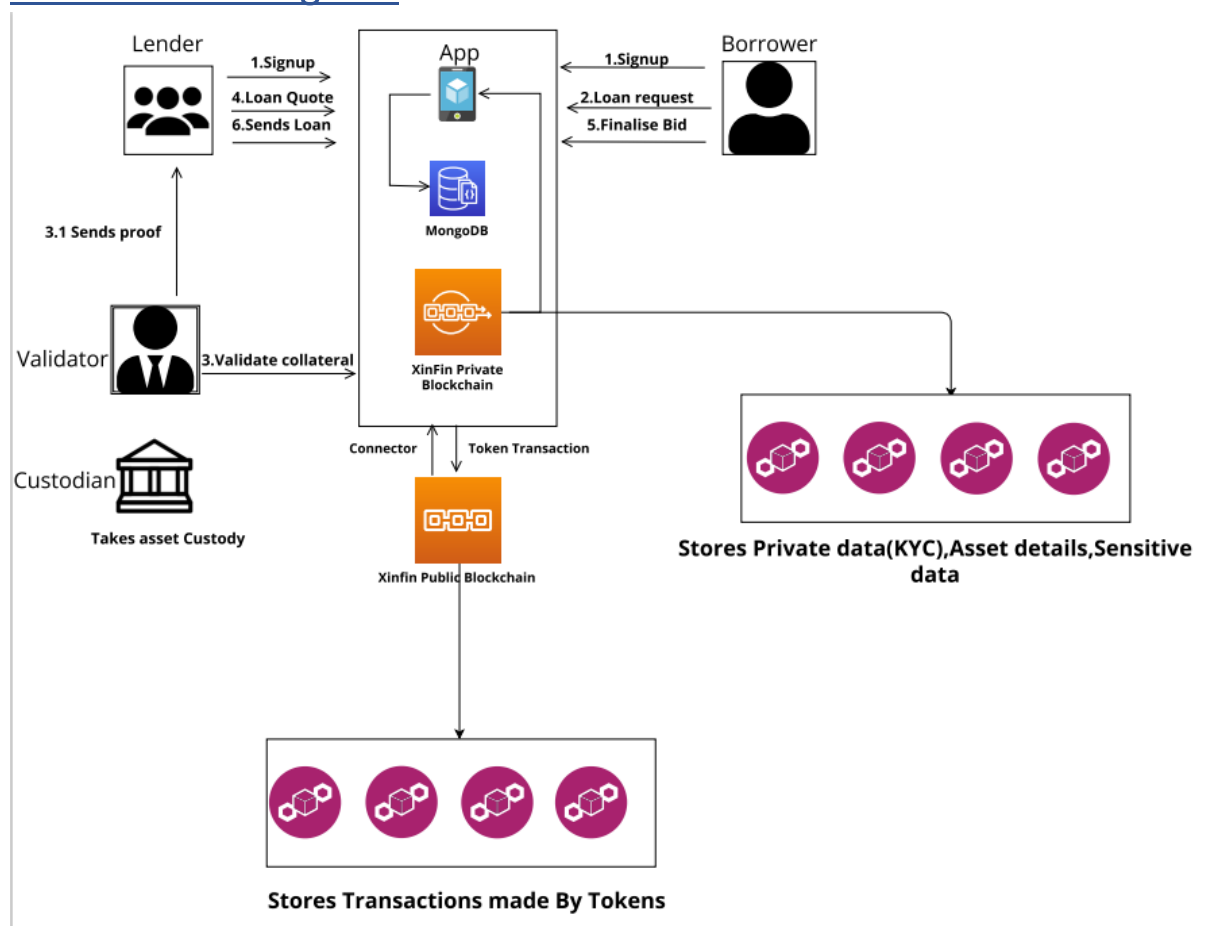 Lender
App
Borrower
1.Signup
1.Signup
4.Loan Quote
2.Loan request
6.Sends Loan
5.Finalise Bid
MongoDB
3.1 Sends proof
Validator
3.Validate collateral
XinFin Private
Blockchain
Connector
Token Transaction
Custodian
Takes asset Custody
Xinfin Public Blockchain
Stores Private data(KYC),Asset details,Sensitive
data
Stores Transactions made By Tokens